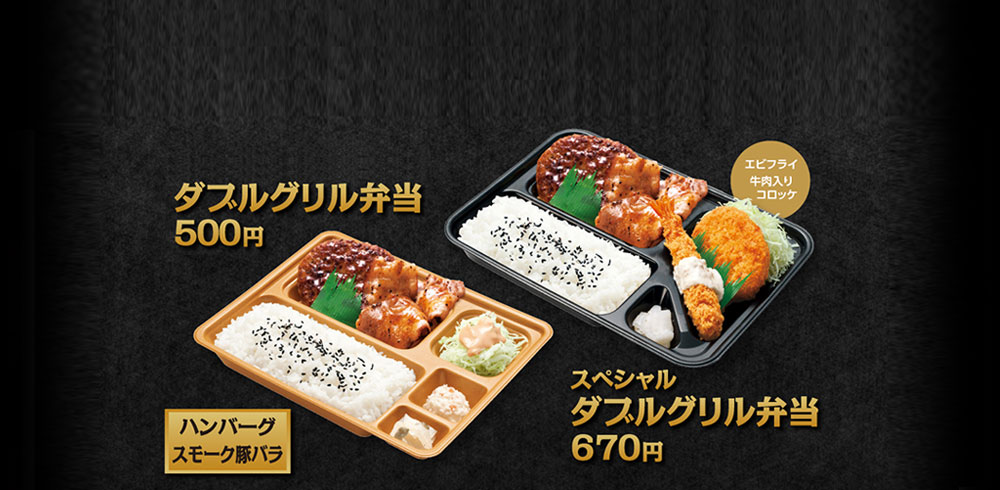 ダブルグリル弁当
500円
エビフライ
牛肉入り
コロッケ
ハンバーグ
スモーク豚バラ
スペシャル
ダブルグリル弁当
670円